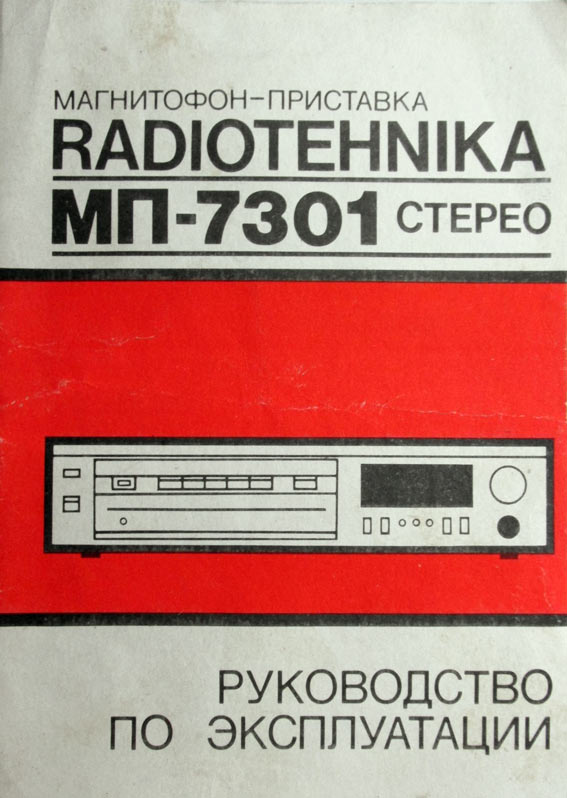 МАГНИТОФОН-ПРИСТАВКА
RADIOTEHNIKA
МП-7301 СТЕРЕО
РУКОВОДСТВО
ПО ЭКСПЛУАТАЦИИ